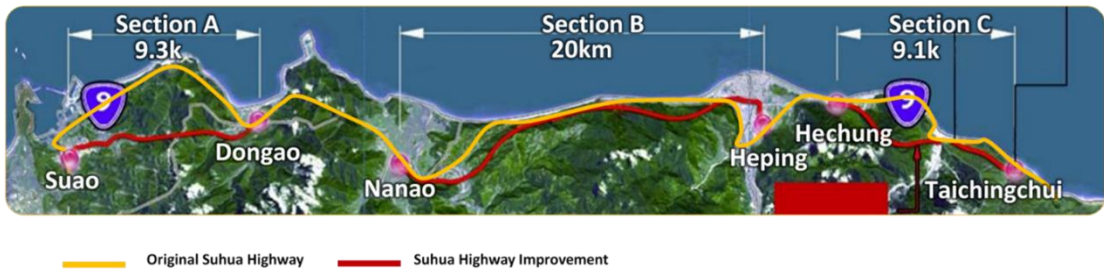 Section A
9.3k
Section B
20km
Section C
9.1k
9
9
Suao
Dongao
Nanao
Heping
Hechung
Taichingchui
Original Suhua Highway
Suhua Highway Improvement